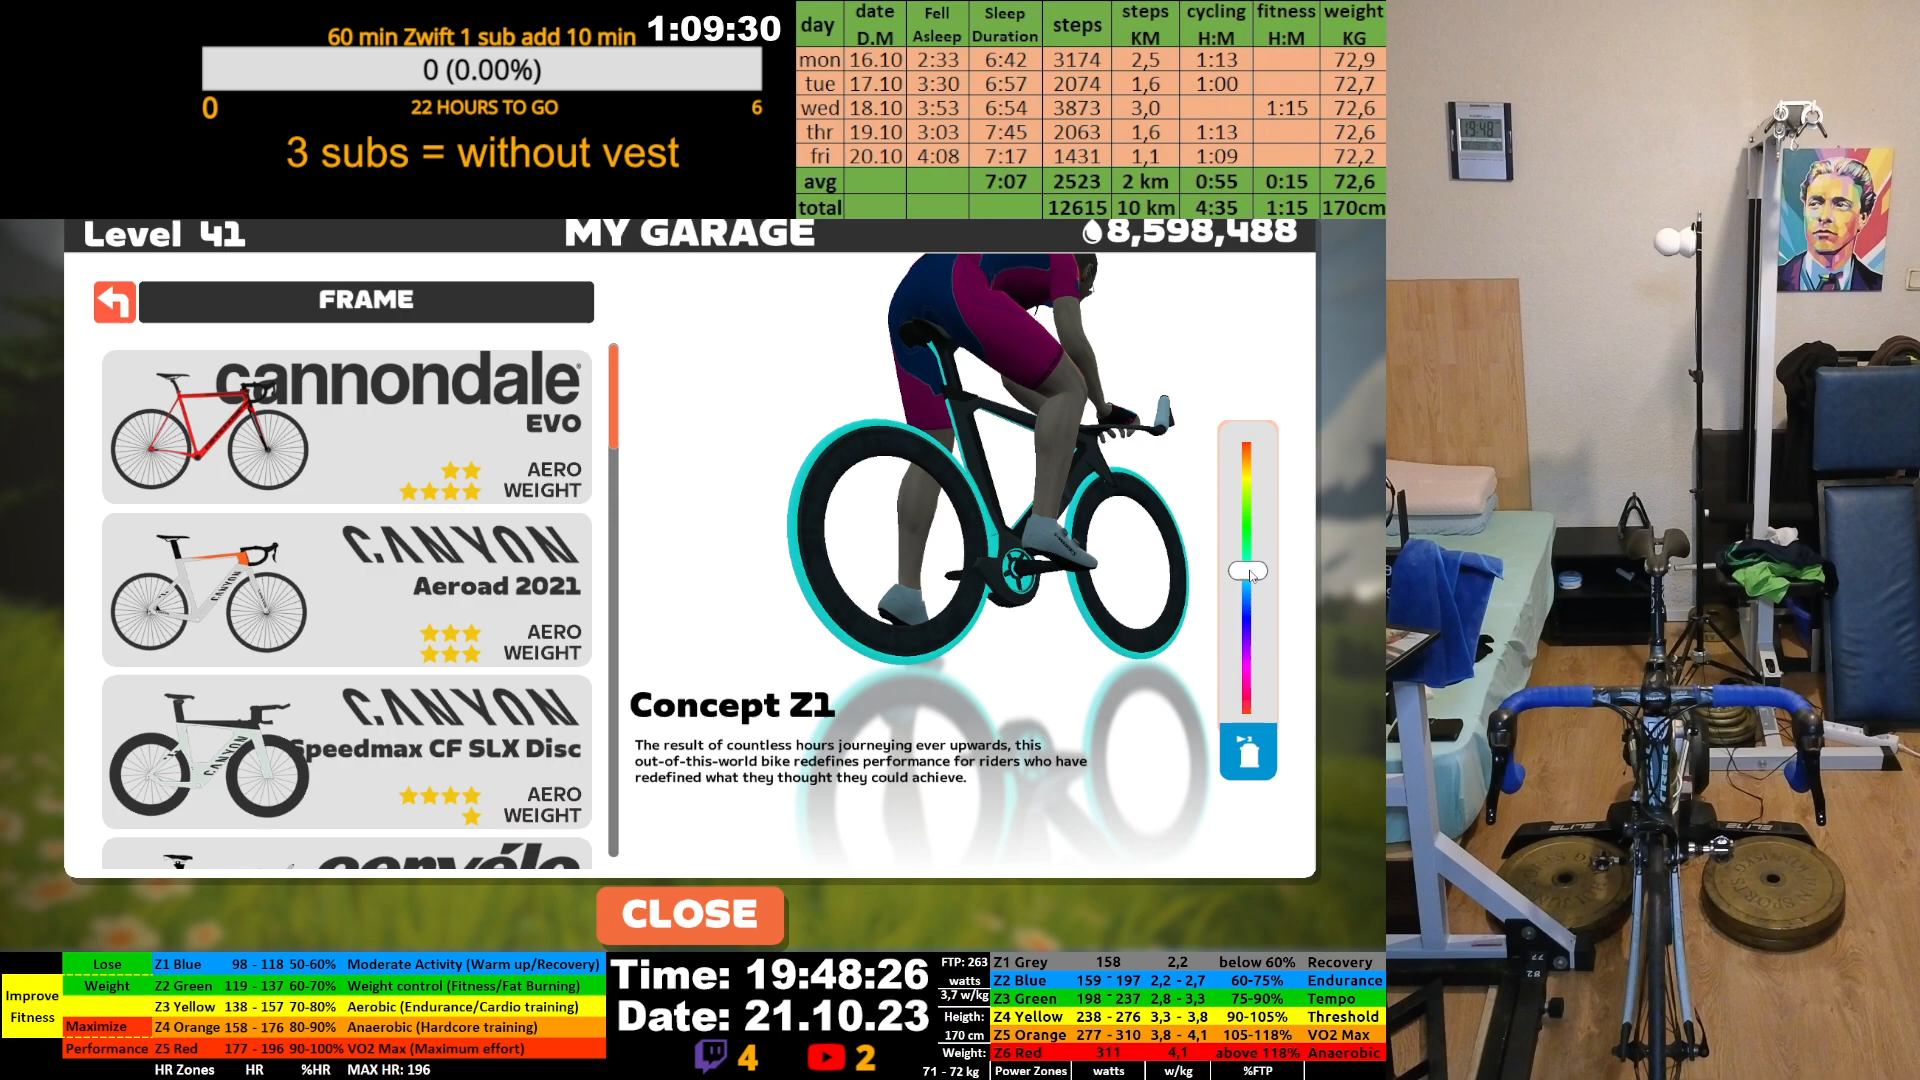 60 min Zwift 1 sub add 10 min 1:09:30
0 (0.00%)
0 22 HOURS TO GO 6
3 subs = without vest
day date D.M Fell Asleep Sleep Duration steps steps KM cycling H:M fitness H:M weight KG
mon 16.10 2:33 6:42 3174 2,5 1:13 72,9
tue 17.10 3:30 6:57 2074 1,6 1:00 72,7
wed 18.10 3:53 6:54 3873 3,0 1:15 72,6
thr 19.10 3:03 7:45 2063 1,6 1:13 72,6
fri 20.10 4:08 7:17 1431 1,1 1:09 72,2
avg 7:07 2523 2 km 0:55 0:15 72,6
total 12615 10 km 4:35 1:15 170cm
Level 41 MY GARAGE 8,598,488
FRAME
cannondale
EVO
AERO
WEIGHT
CANYON
Aeroad 2021
AERO
WEIGHT
CANYON
Speedmax CF SLX Disc
AERO
WEIGHT
cervélo
Concept Z1
The result of countless hours journeying ever upwards, this
out-of-this-world bike redefines performance for riders who have
redefined what they thought they could achieve.
CLOSE
Improve Fitness
Lose Weight
Maximize Performance
Z1 Blue 98 - 118 50-60% Moderate Activity (Warm up/Recovery)
Z2 Green 119 - 137 60-70% Weight control (Fitness/Fat Burning)
Z3 Yellow 138 - 157 70-80% Aerobic (Endurance/Cardio training)
Z4 Orange 158 - 176 80-90% Anaerobic (Hardcore training)
Z5 Red 177 - 196 90-100% VO2 Max (Maximum effort)
HR Zones HR %HR MAX HR: 196
Time: 19:48:26
Date: 21.10.23
4 2
FTP: 263
watts
3,7 w/kg
Heigth:
170 cm
Weight:
71 - 72 kg
Z1 Grey 158 2,2 below 60% Recovery
Z2 Blue 159 - 197 2,2 - 2,7 60-75% Endurance
Z3 Green 198 - 237 2,8 - 3,3 75-90% Tempo
Z4 Yellow 238 - 276 3,3 - 3,8 90-105% Threshold
Z5 Orange 277 - 310 3,8 - 4,1 105-118% VO2 Max
Z6 Red 311 4,1 above 118% Anaerobic
Power Zones watts w/kg %FTP
19:48
ELITE
ELITE